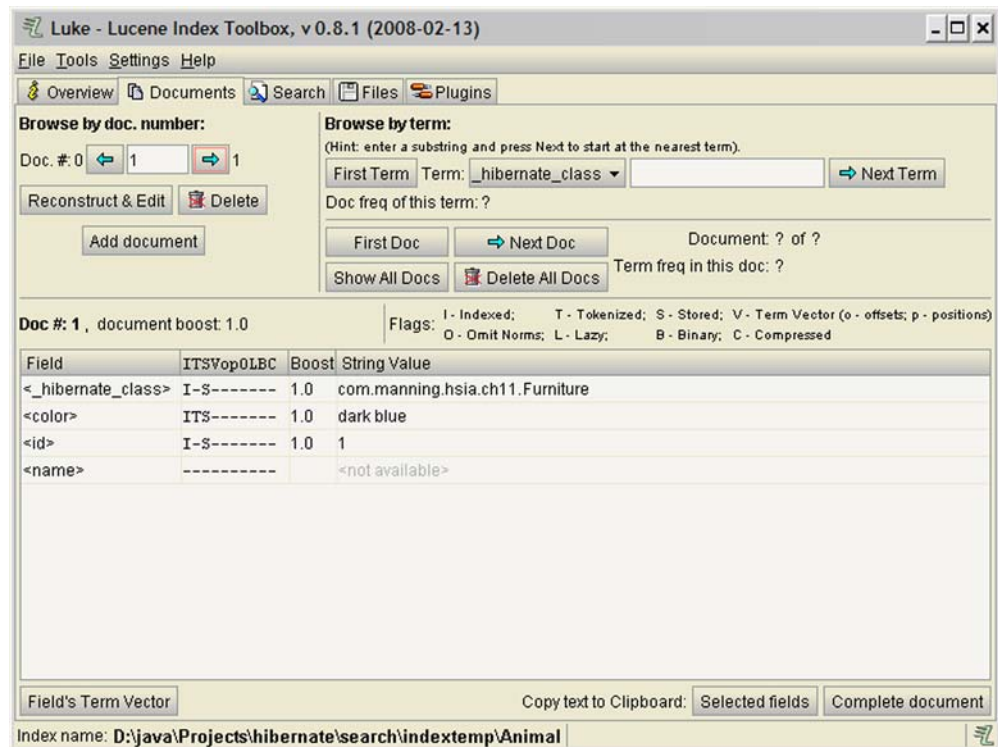 Luke - Lucene Index Toolbox, v 0.8.1 (2008-02-13)
File Tools Settings Help
Overview Documents Search Files Plugins
Browse by doc. number:
Doc. #: 0 1 1
Reconstruct & Edit Delete
Add document
Browse by term:
(Hint: enter a substring and press Next to start at the nearest term).
First Term Term: _hibernate_class Next Term
Doc freq of this term: ?
First Doc Next Doc Document: ? of ?
Show All Docs Delete All Docs Term freq in this doc: ?
Doc #: 1 , document boost: 1.0
Flags: I - Indexed; T - Tokenized; S - Stored; V - Term Vector (o - offsets; p - positions)
O - Omit Norms; L - Lazy; B - Binary; C - Compressed
Field ITSVopOLBC Boost String Value
<_hibernate_class> I-S------- 1.0 com.manning.hsia.ch11.Furniture
<color> ITS------- 1.0 dark blue
<id> I-S------- 1.0 1
<name> ---------- <not available>
Field's Term Vector Copy text to Clipboard: Selected fields Complete document
Index name: D:\java\Projects\hibernate\search\indextemp\Animal